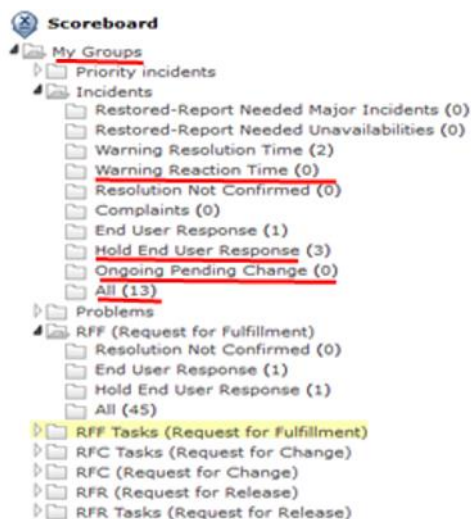 Scoreboard
My Groups
Priority incidents
Incidents
Restored-Report Needed Major Incidents (0)
Restored-Report Needed Unavailabilities (0)
Warning Resolution Time (2)
Warning Reaction Time (0)
Resolution Not Confirmed (0)
Complaints (0)
End User Response (1)
Hold End User Response (3)
Ongoing Pending Change (0)
All (13)
Problems
RFF (Request for Fulfillment)
Resolution Not Confirmed (0)
End User Response (1)
Hold End User Response (1)
All (45)
RFF Tasks (Request for Fulfillment)
RFC Tasks (Request for Change)
RFC (Request for Change)
RFR (Request for Release)
RFR Tasks (Request for Release)